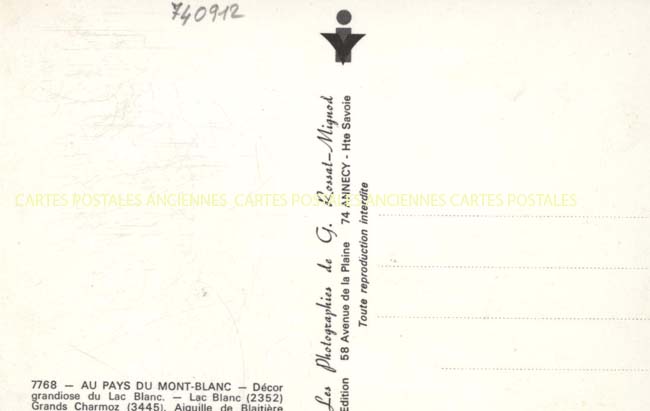 740912
Les Photographies de G. Rossat-Mignod
Edition 58 Avenue de la Plaine 74 ANNECY - Hte Savoie
Toute reproduction interdite
CARTES POSTALES ANCIENNES CARTES POSTALES ANCIENNES CARTES POSTALES
7768 — AU PAYS DU MONT-BLANC — Décor
grandiose du Lac Blanc. — Lac Blanc (2352)
Grands Charmoz (3445), Aiguille de Blaitière